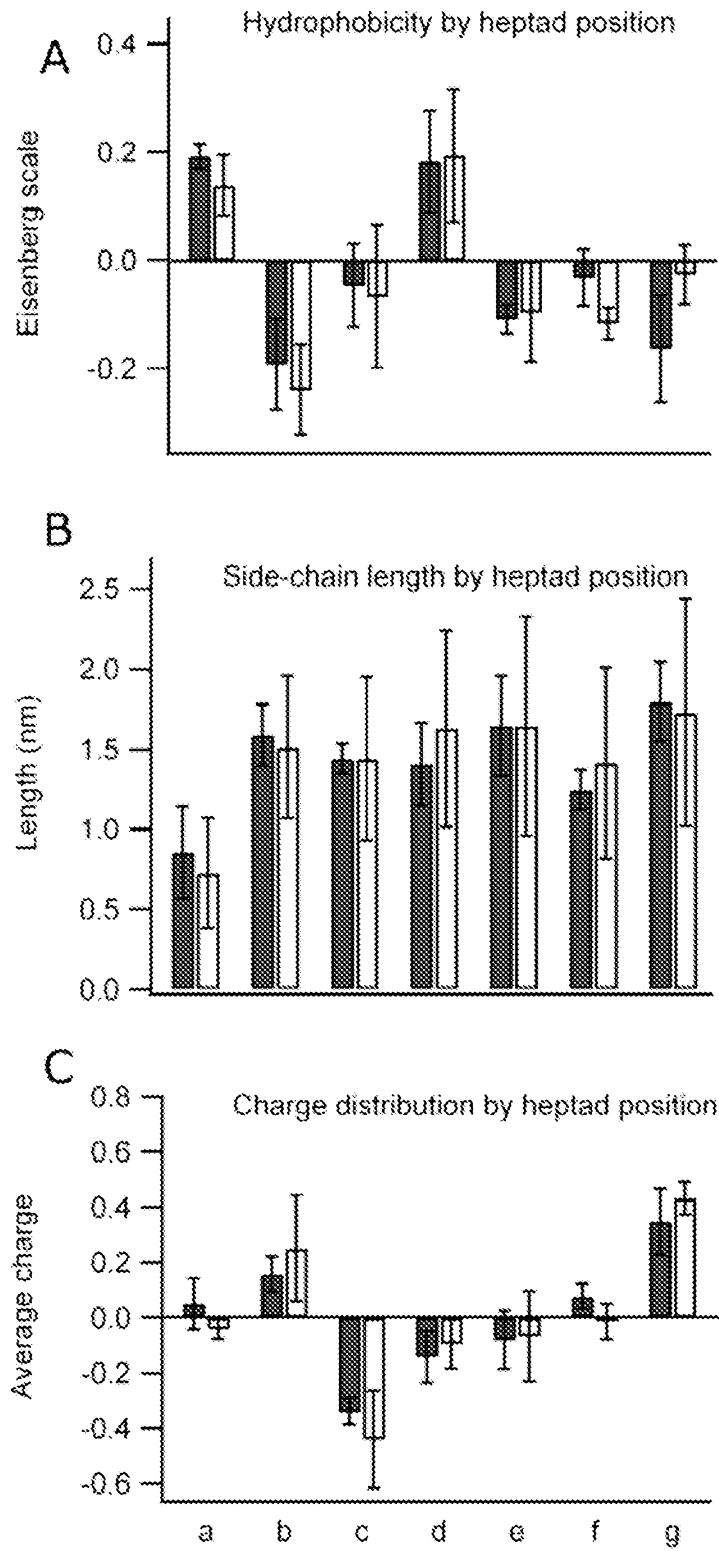 A
Hydrophobicity by heptad position
Eisenberg scale
0.4
0.2
0.0
-0.2
B
Side-chain length by heptad position
Length (nm)
2.5
2.0
1.5
1.0
0.5
0.0
C
Charge distribution by heptad position
Average charge
0.8
0.6
0.4
0.2
0.0
-0.2
-0.4
-0.6
a b c d e f g